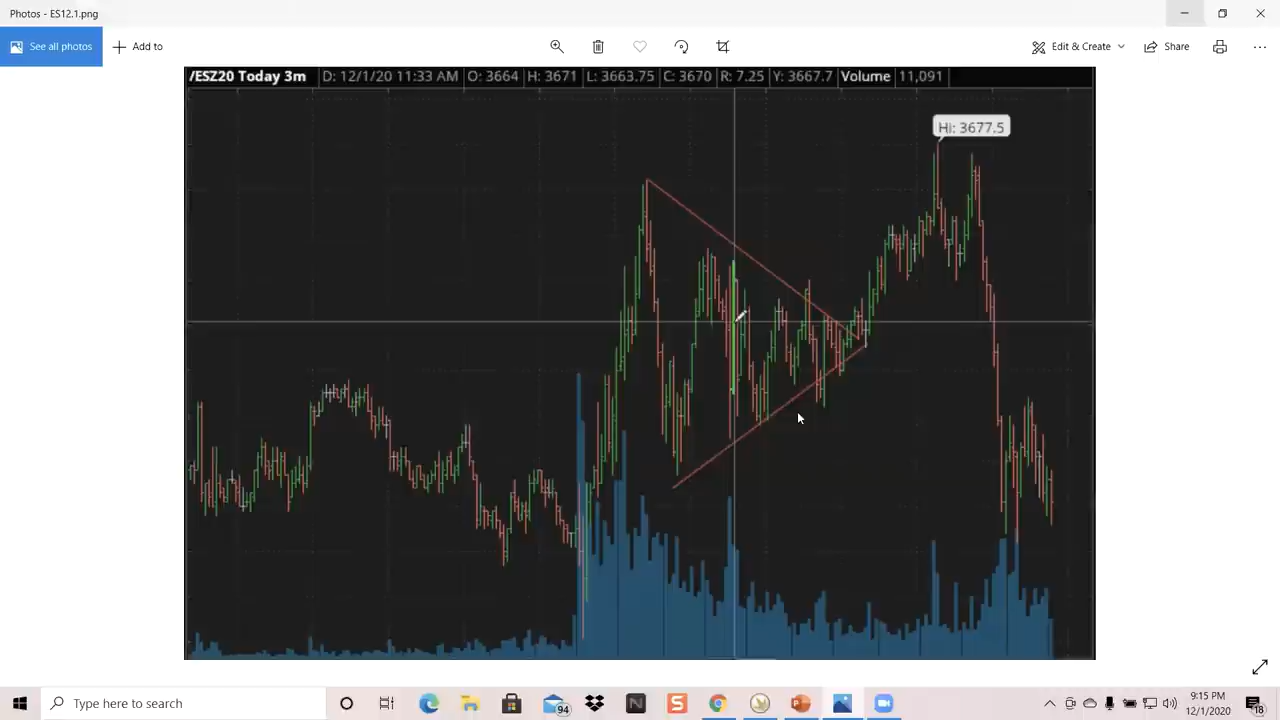 Photos - ES12.1.png
See all photos
Add to
Edit & Create
Share
/ESZ20 Today 3m D: 12/1/20 11:33 AM O: 3664 H: 3671 L: 3663.75 C: 3670 R: 7.25 Y: 3667.7 Volume 11,091
Hi: 3677.5
Type here to search
94
N
S
P
9:15 PM
12/1/2020
18